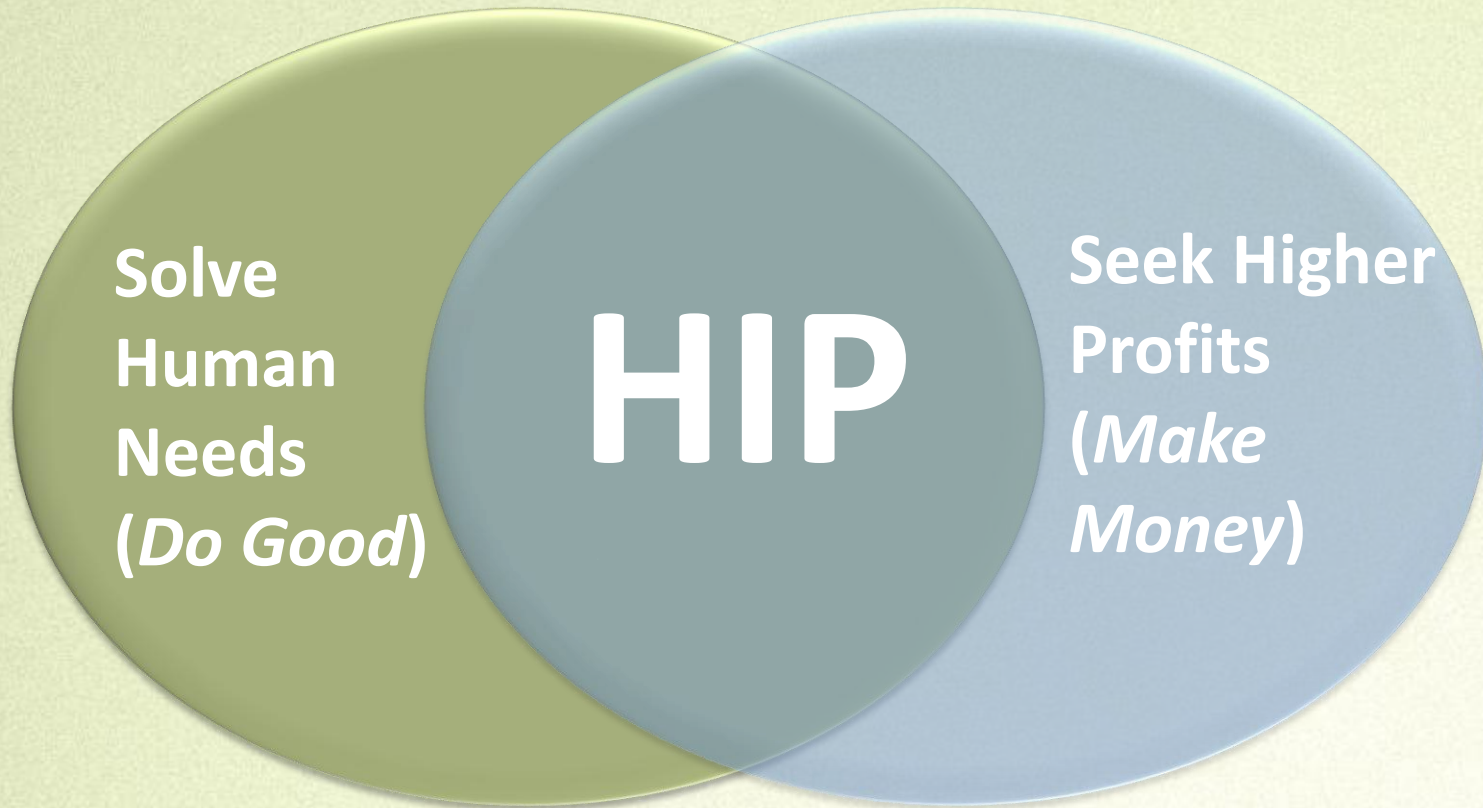 Solve
Human
Needs
(Do Good)
HIP
Seek Higher
Profits
(Make
Money)